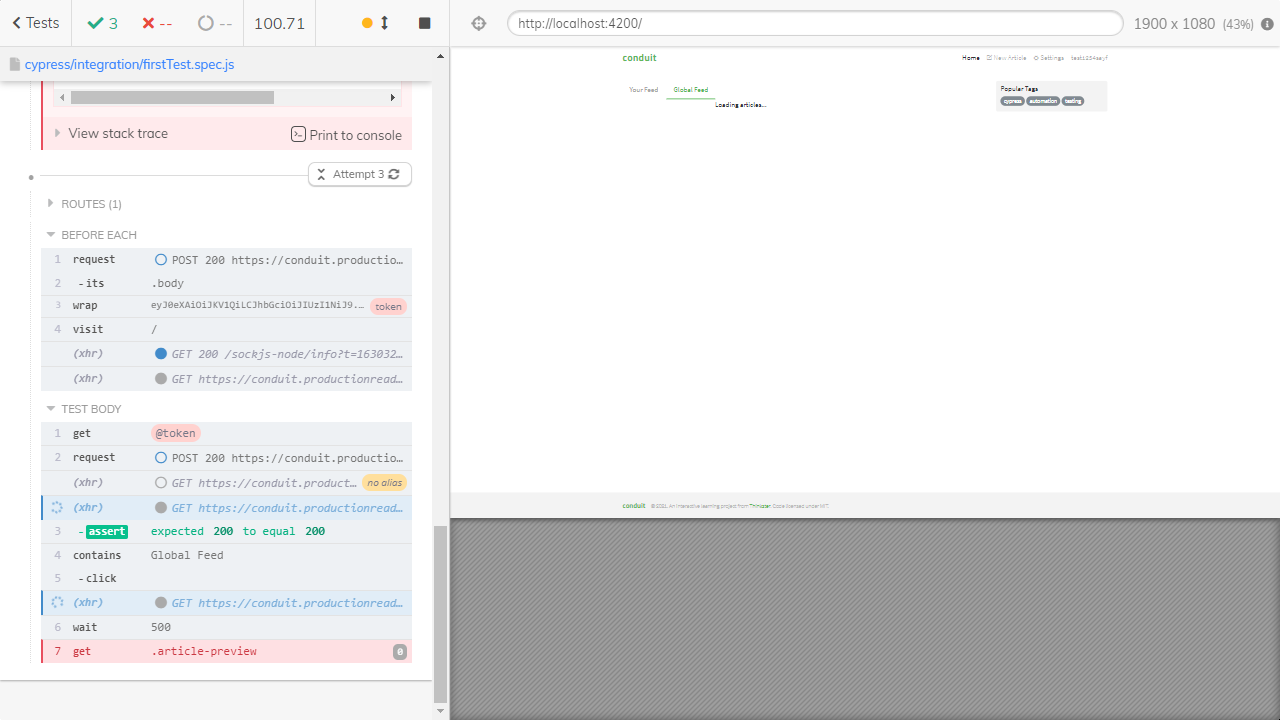 Tests
3
--
--
100.71
http://localhost:4200/
1900 x 1080 (43%)
cypress/integration/firstTest.spec.js
View stack trace
Print to console
Attempt 3
ROUTES (1)
BEFORE EACH
1 request POST 200 https://conduit.productio…
2 - its .body
3 wrap eyJ0eXAiOiJKV1QiLCJhbGciOiJIUzI1NiJ9.… token
4 visit /
(xhr) GET 200 /sockjs-node/info?t=163032…
(xhr) GET https://conduit.productionread…
TEST BODY
1 get @token
2 request POST 200 https://conduit.productio…
(xhr) GET https://conduit.product… no alias
(xhr) GET https://conduit.productionread…
3 - assert expected 200 to equal 200
4 contains Global Feed
5 - click
(xhr) GET https://conduit.productionread…
6 wait 500
7 get .article-preview 0
conduit
Home New Article Settings test1234sayf
Your Feed Global Feed
Loading articles...
Popular Tags
cypress automation testing
conduit © 2021. An interactive learning project from Thinkster. Code licensed under MIT.